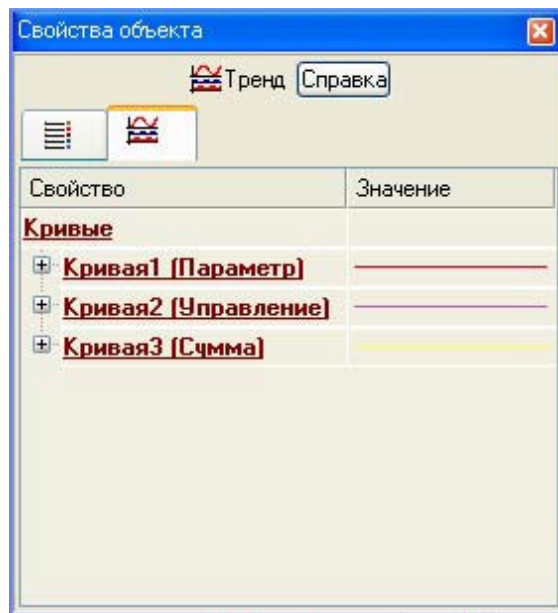 Свойства объекта
Тренд Справка
Свойство Значение
Кривые
Кривая1 (Параметр)
Кривая2 (Управление)
Кривая3 (Сумма)